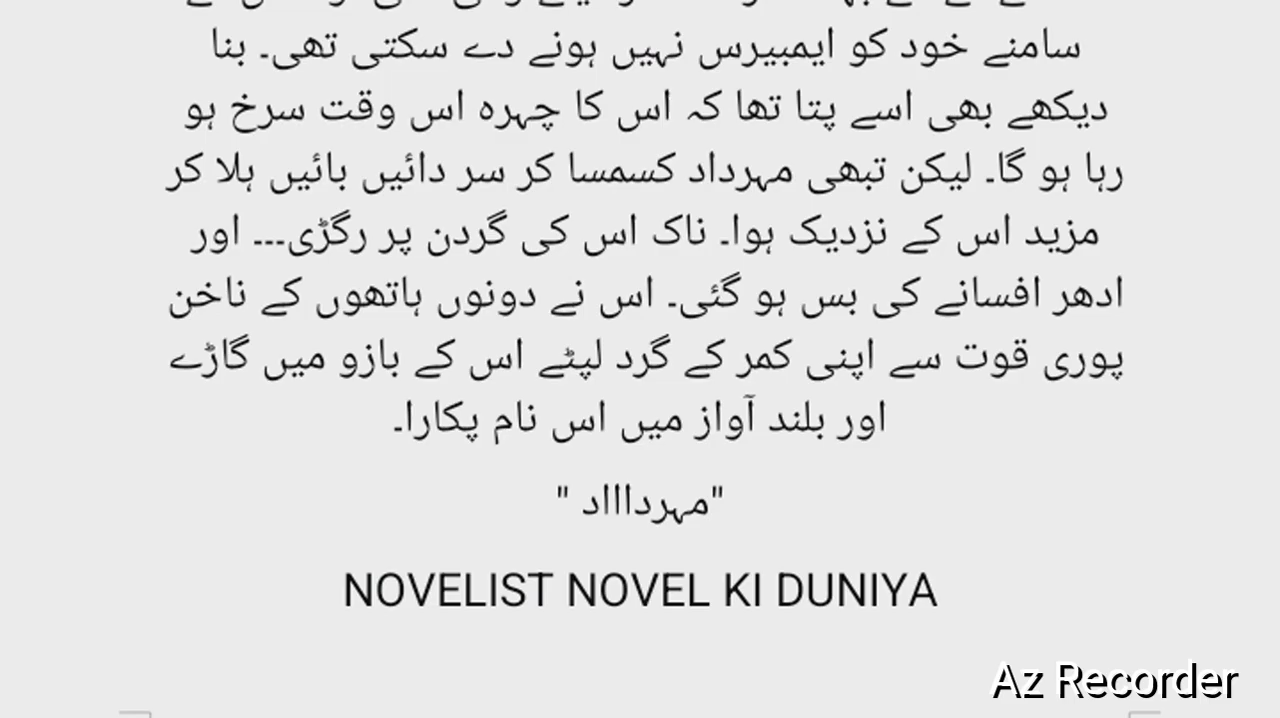 سامنے خود کو ایمبیرس نہیں ہونے دے سکتی تھی۔ بنا
دیکھے بھی اسے پتا تھا کہ اس کا چہرہ اس وقت سرخ ہو
رہا ہو گا۔ لیکن تبھی مہرداد کسمسا کر سر دائیں بائیں ہلا کر
مزید اس کے نزدیک ہوا۔ ناک اس کی گردن پر رگڑی۔۔۔ اور
ادھر افسانے کی بس ہو گئی۔ اس نے دونوں ہاتھوں کے ناخن
پوری قوت سے اپنی کمر کے گرد لپٹے اس کے بازو میں گاڑے
اور بلند آواز میں اس نام پکارا۔
"مہرداااد "
NOVELIST NOVEL KI DUNIYA
Az Recorder